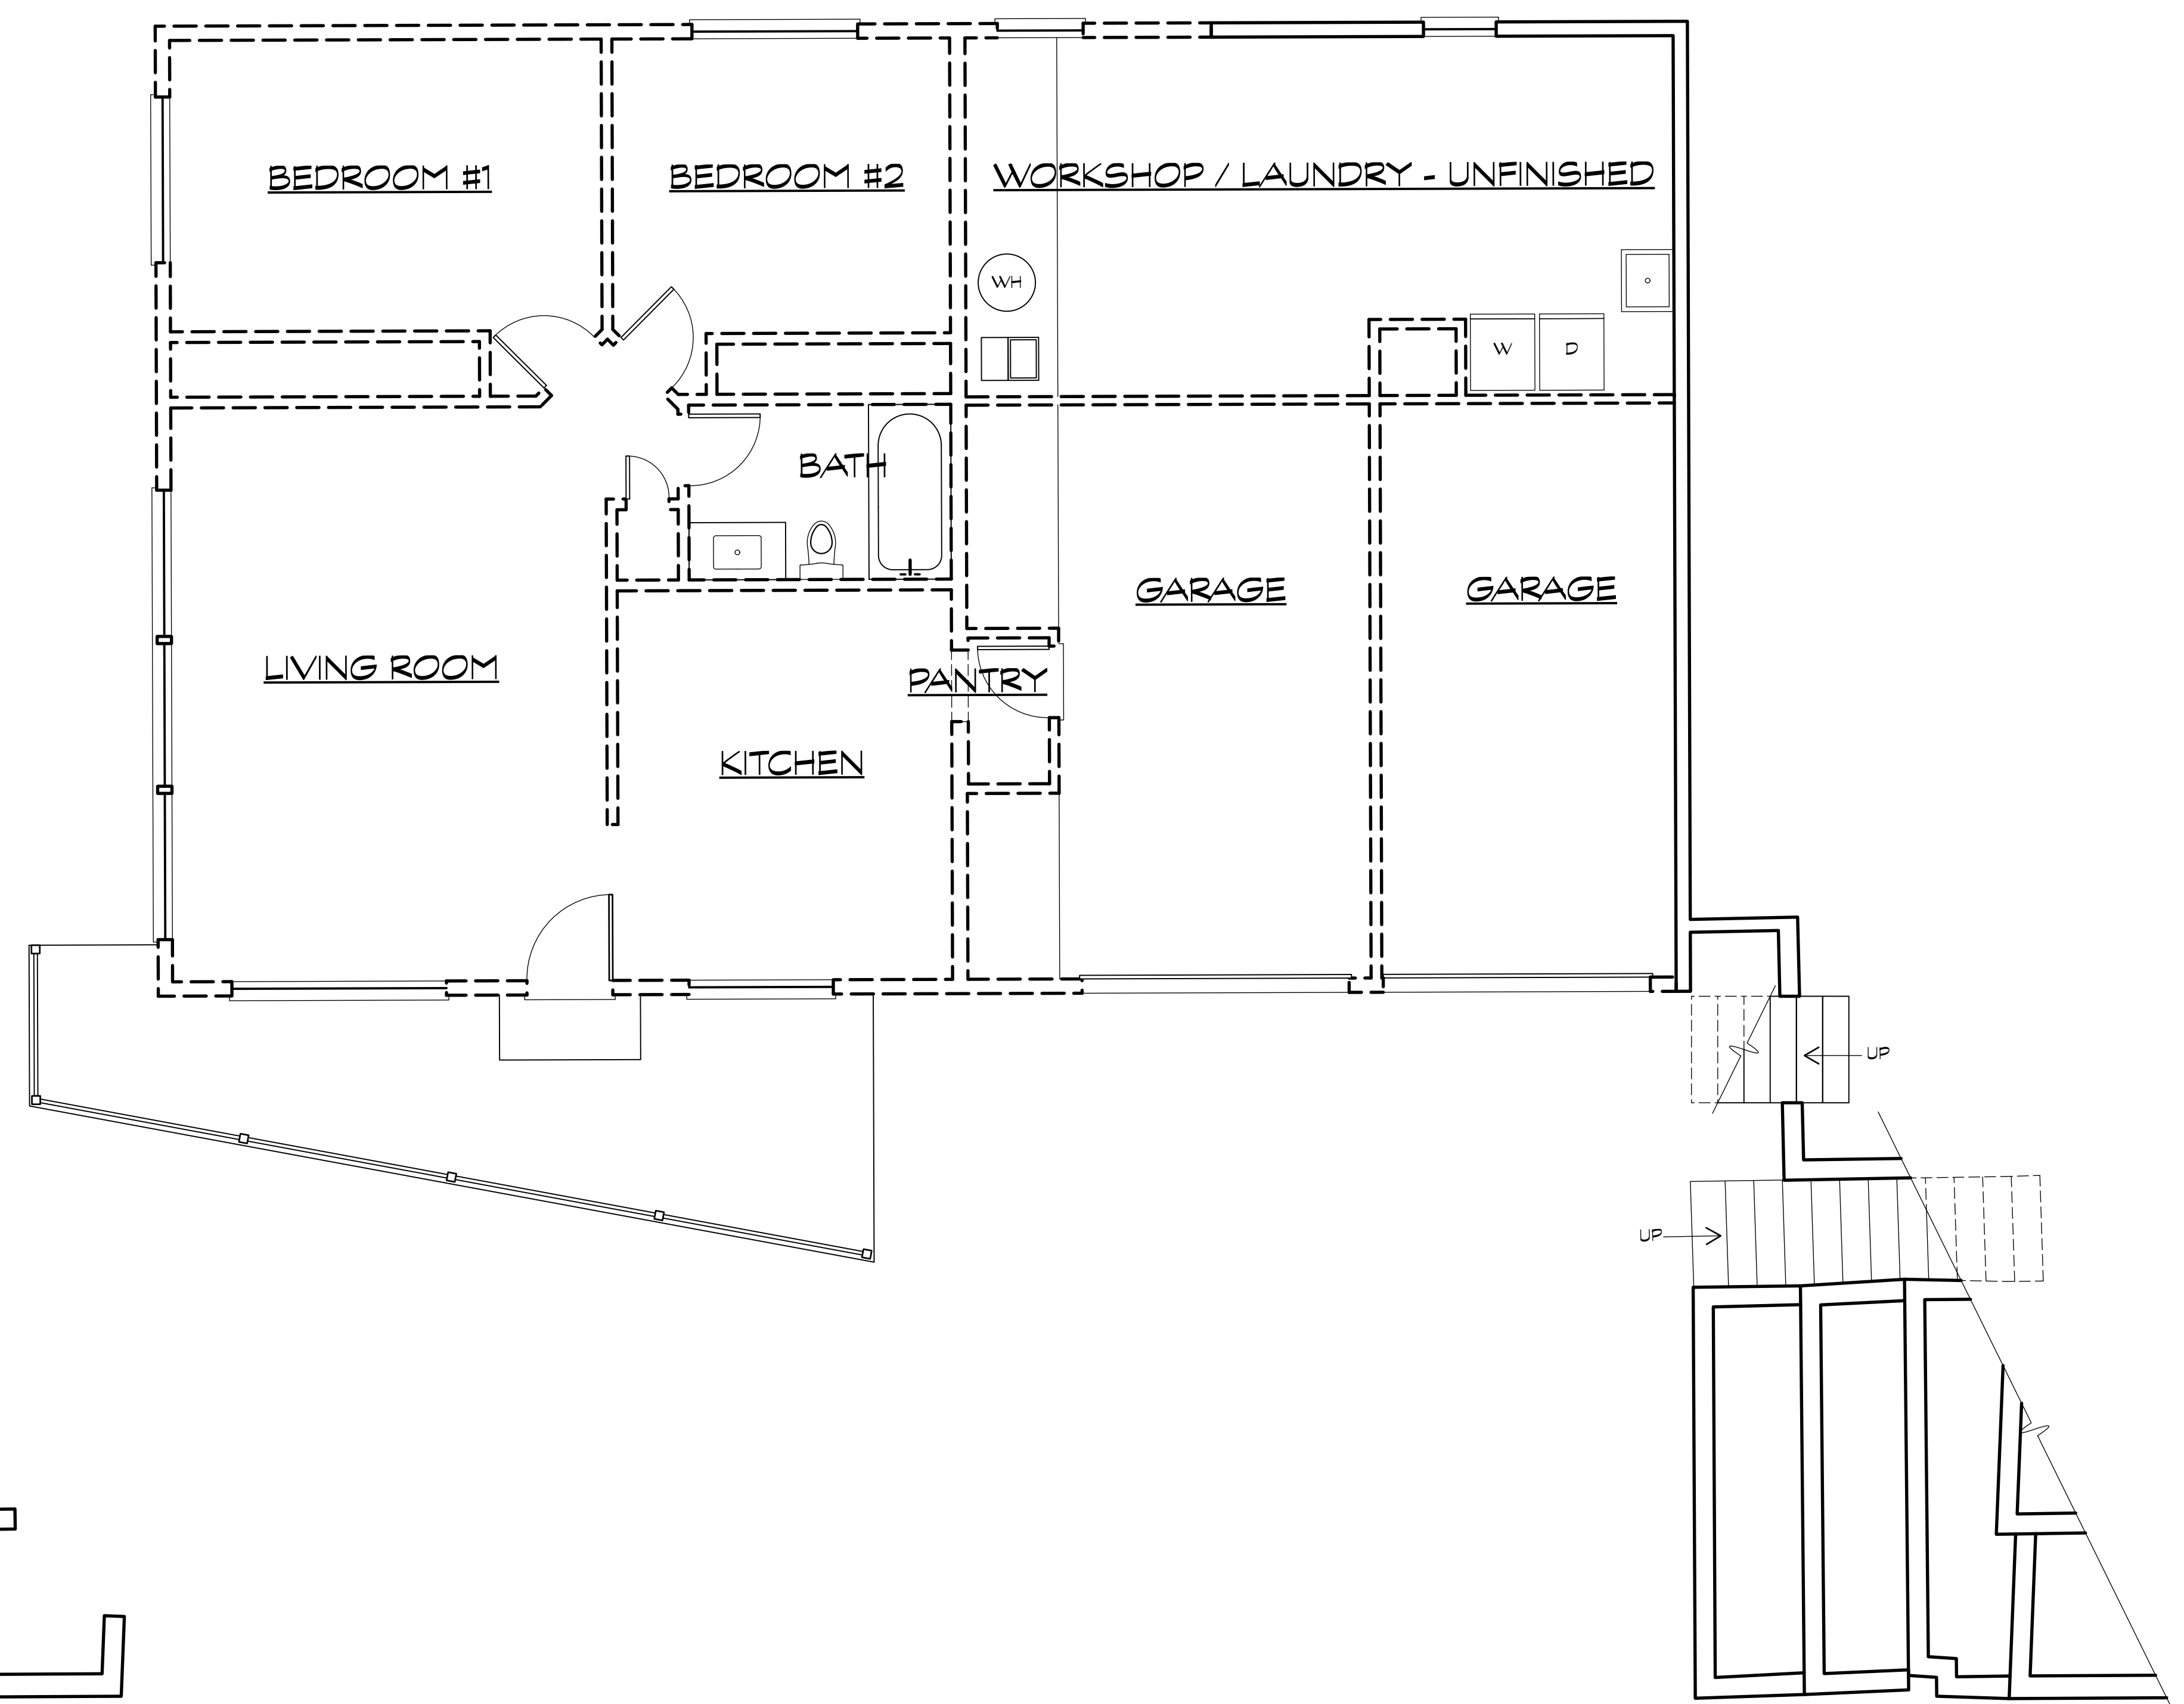 BEDROOM #1
BEDROOM #2
WORKSHOP / LAUNDRY - UNFINISHED
WH
W
D
BATH
GARAGE
GARAGE
LIVING ROOM
PANTRY
KITCHEN
UP
UP